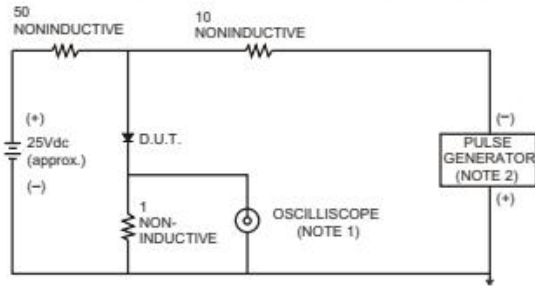 50
NONINDUCTIVE
10
NONINDUCTIVE
(+)
25Vdc
(approx.)
(−)
D.U.T.
1
NON-
INDUCTIVE
OSCILLISCOPE
(NOTE 1)
(−)
PULSE
GENERATOR
(NOTE 2)
(+)